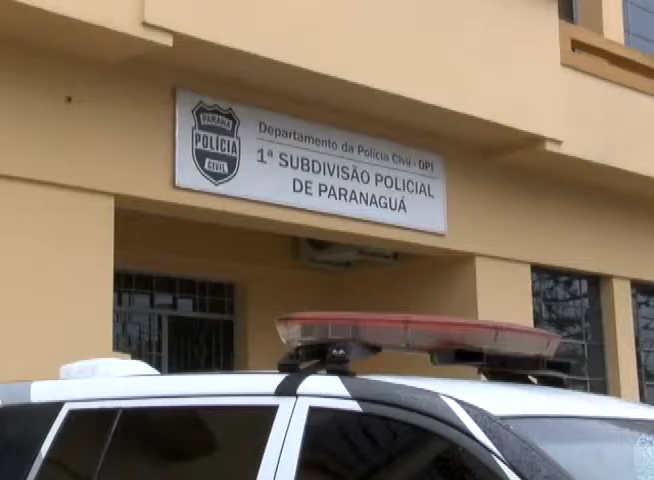 PARANÁ
POLÍCIA
CIVIL
Departamento da Polícia Civil - DPI
1ª SUBDIVISÃO POLICIAL
DE PARANAGUÁ